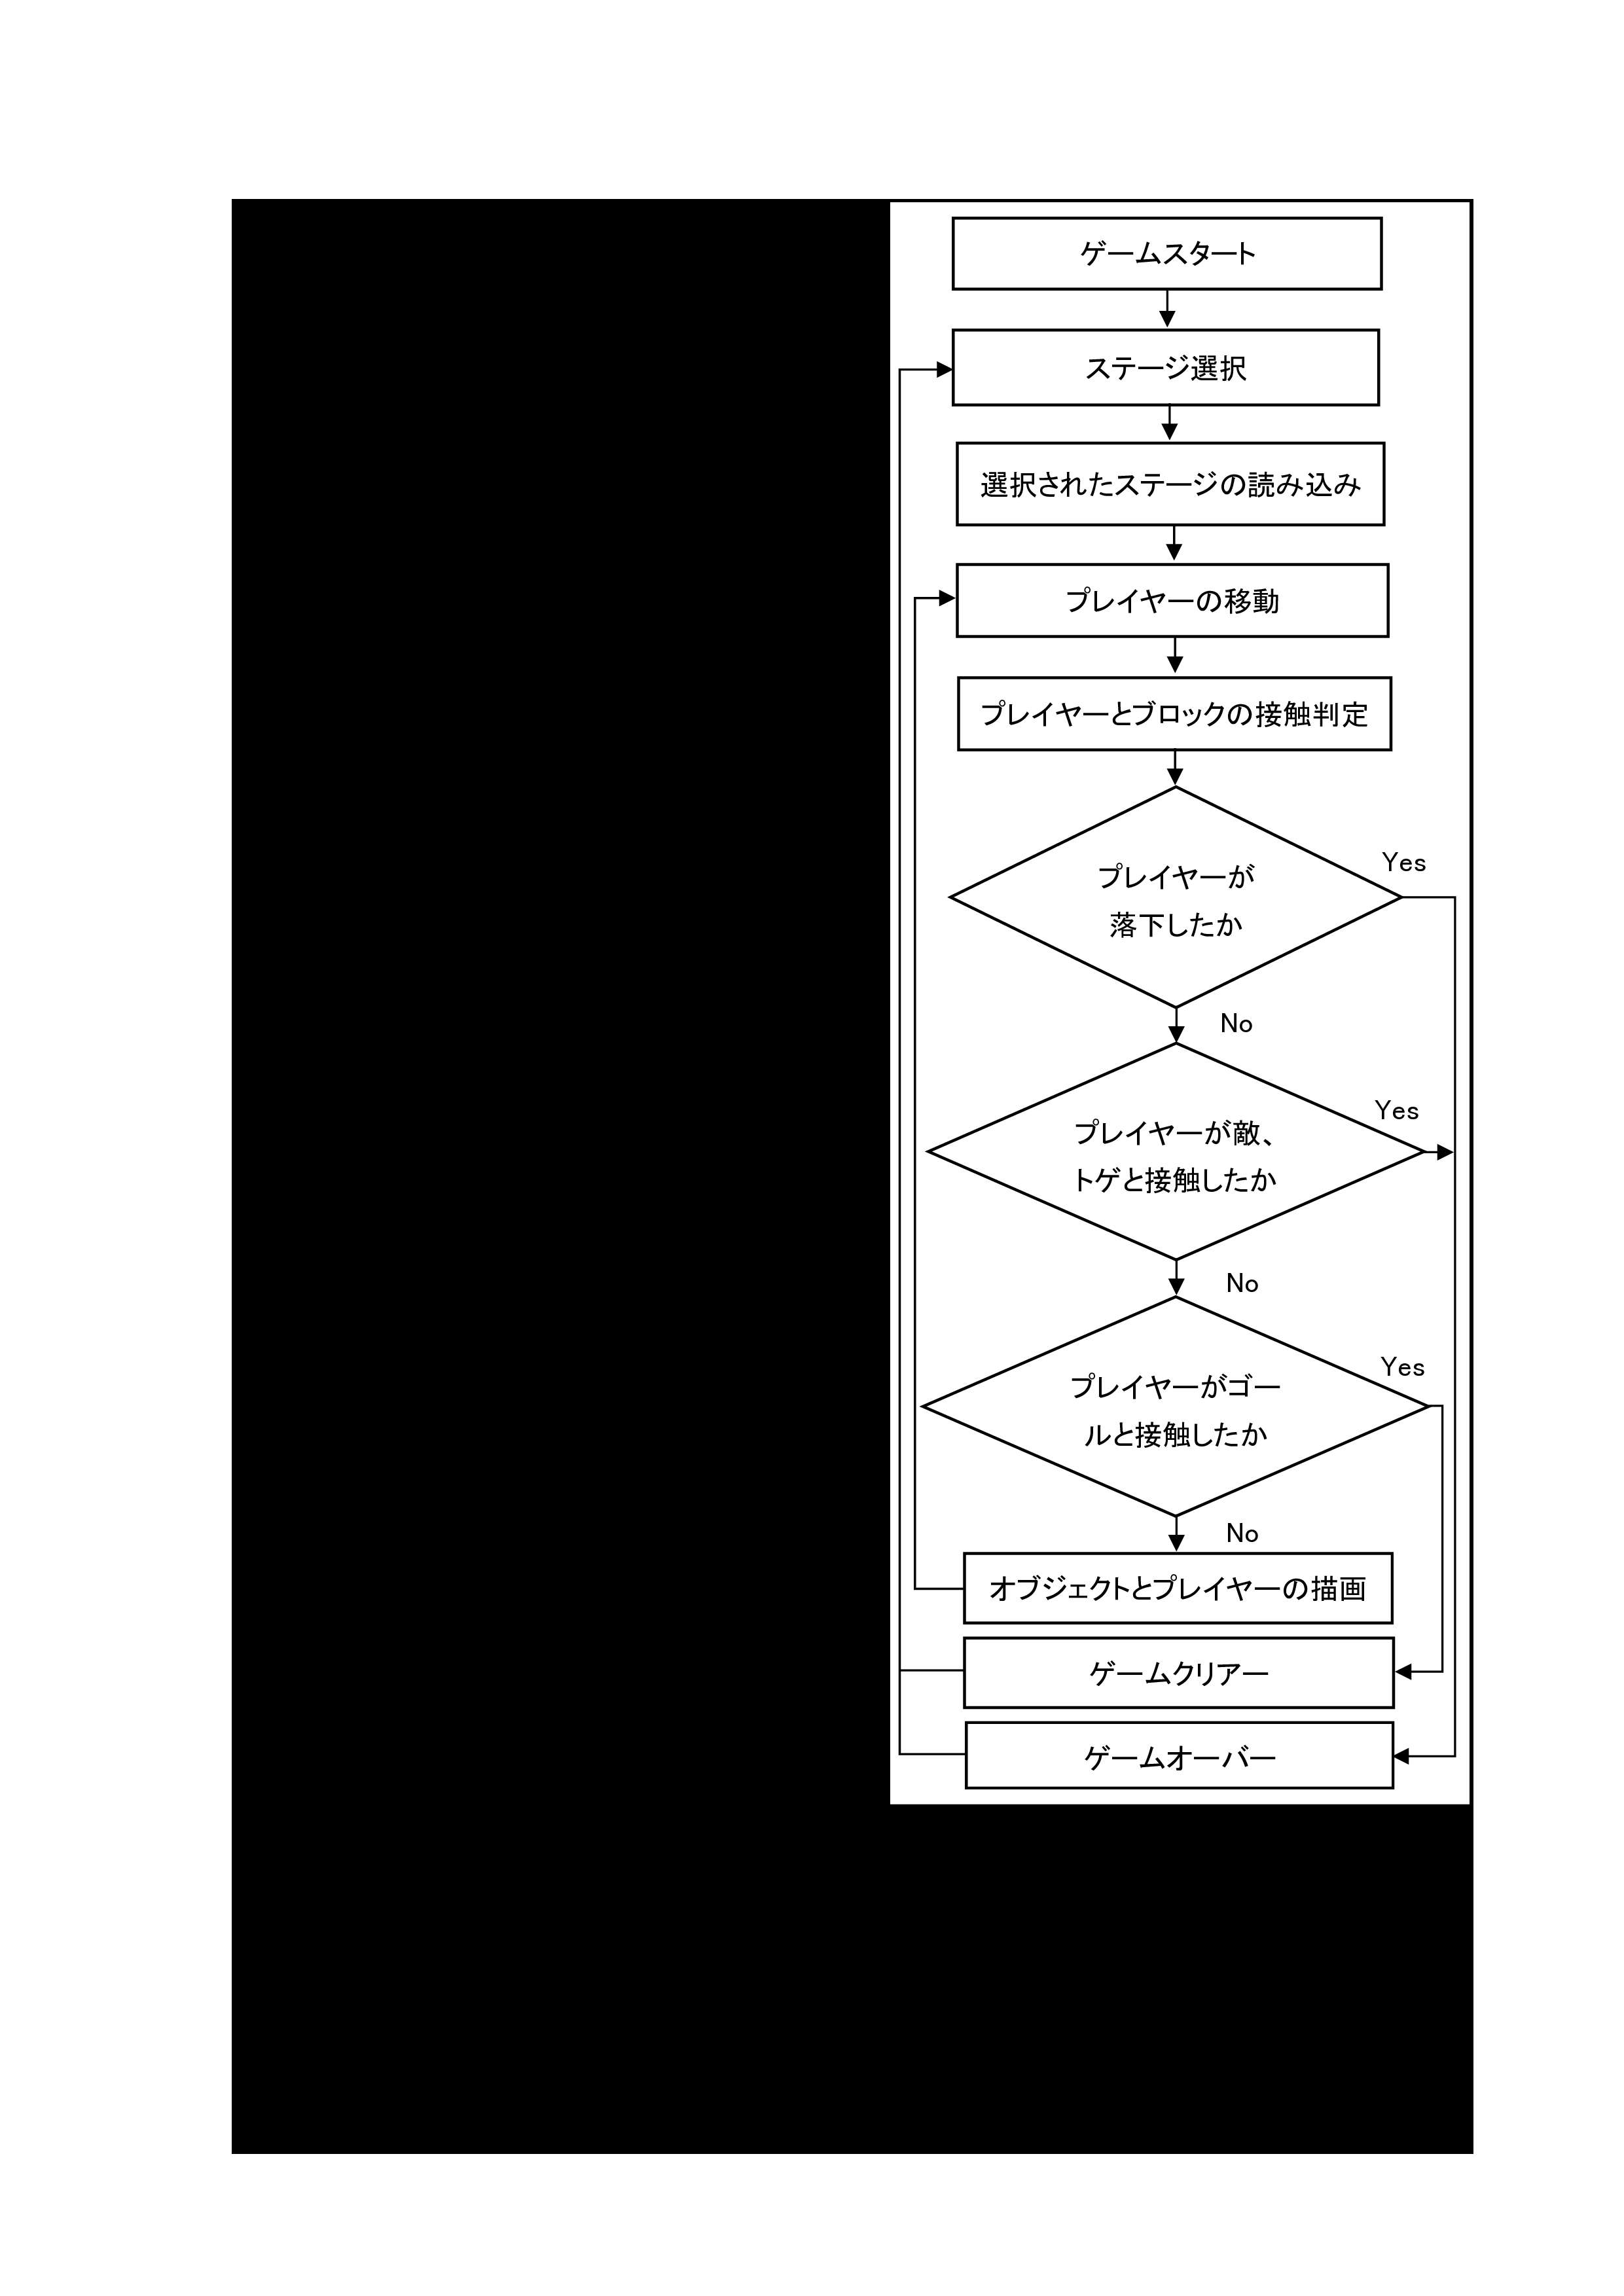 ゲームスタート
ステージ選択
選択されたステージの読み込み
プレイヤーの移動
プレイヤーとブロックの接触判定
プレイヤーが
落下したか
Yes
No
プレイヤーが敵、
トゲと接触したか
Yes
No
プレイヤーがゴー
ルと接触したか
Yes
No
オブジェクトとプレイヤーの描画
ゲームクリアー
ゲームオーバー